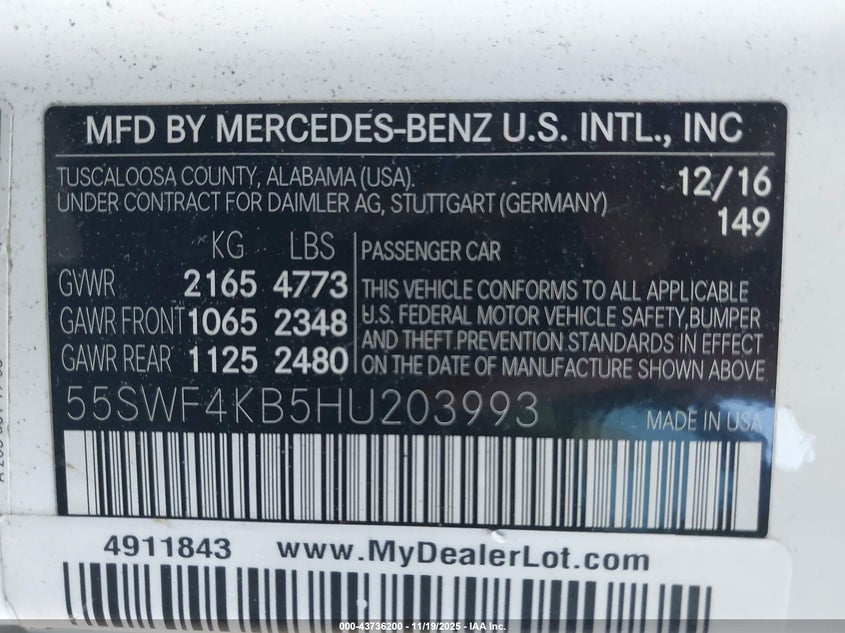 MFD BY MERCEDES-BENZ U.S. INTL., INC
TUSCALOOSA COUNTY, ALABAMA (USA).
UNDER CONTRACT FOR DAIMLER AG, STUTTGART (GERMANY)
12/16
149
KG LBS
GVWR 2165 4773
GAWR FRONT 1065 2348
GAWR REAR 1125 2480
PASSENGER CAR
THIS VEHICLE CONFORMS TO ALL APPLICABLE
U.S. FEDERAL MOTOR VEHICLE SAFETY, BUMPER
AND THEFT PREVENTION STANDARDS IN EFFECT
ON THE DATE OF MANUFACTURE SHOWN ABOVE
55SWF4KB5HU203993
MADE IN USA
4911843 www.MyDealerLot.com
000-43736200 - 11/19/2025 - IAA Inc.